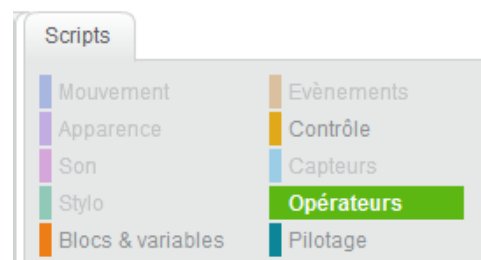 Scripts
Mouvement
Evènements
Apparence
Contrôle
Son
Capteurs
Stylo
Opérateurs
Blocs & variables
Pilotage